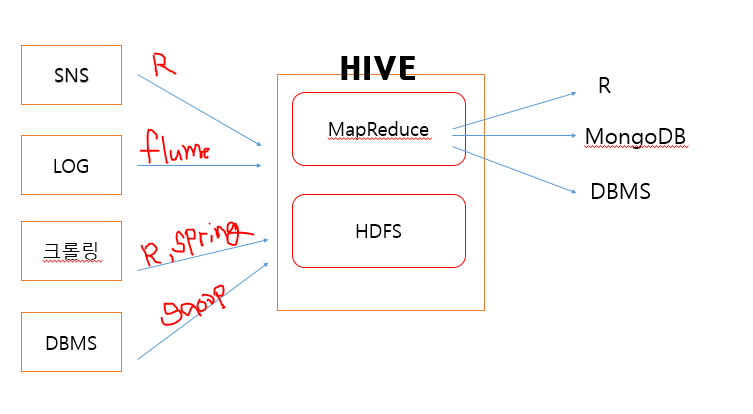 HIVE
SNS
R
MapReduce
R
LOG
flume
MongoDB
크롤링
R, spring
HDFS
DBMS
DBMS
sqoop